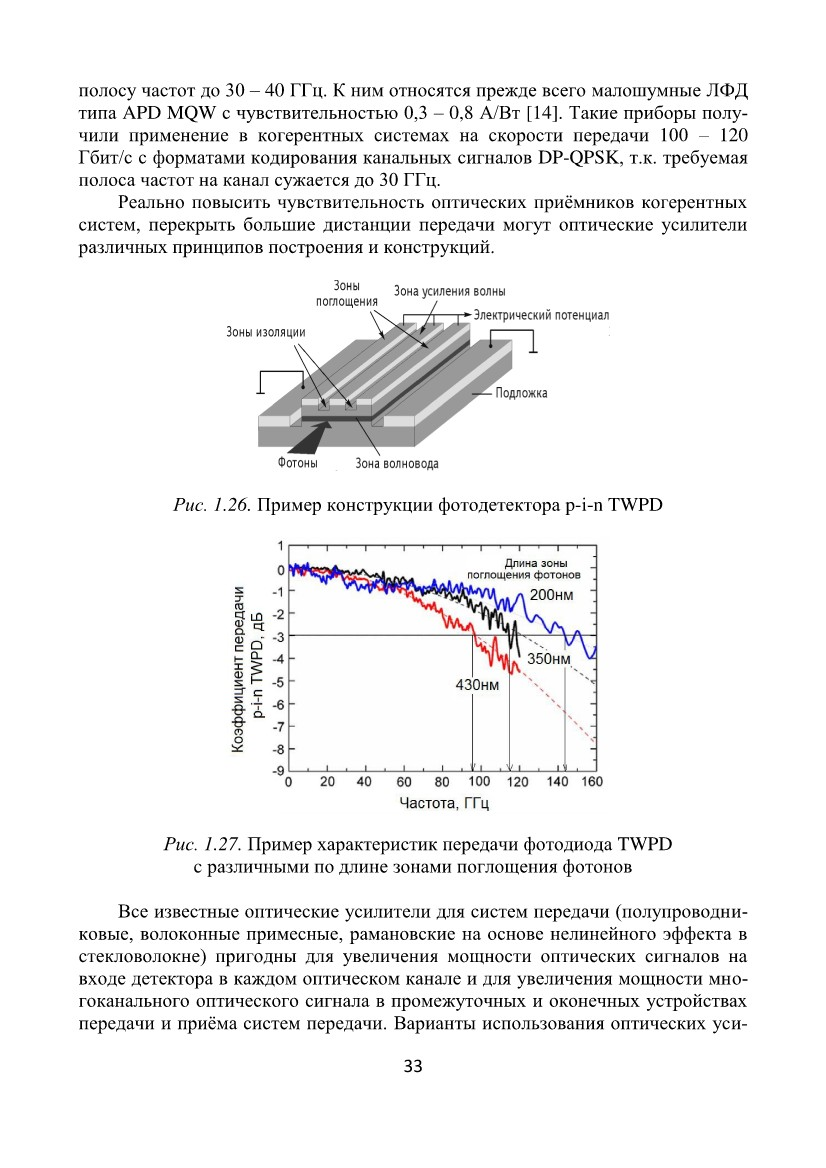 полосу частот до 30 – 40 ГГц. К ним относятся прежде всего малошумные ЛФД
типа APD MQW с чувствительностью 0,3 – 0,8 А/Вт [14]. Такие приборы полу-
чили применение в когерентных системах на скорости передачи 100 – 120
Гбит/с с форматами кодирования канальных сигналов DP-QPSK, т.к. требуемая
полоса частот на канал сужается до 30 ГГц.
Реально повысить чувствительность оптических приёмников когерентных
систем, перекрыть большие дистанции передачи могут оптические усилители
различных принципов построения и конструкций.
Зоны
поглощения
Зона усиления волны
Электрический потенциал
Зоны изоляции
Подложка
Фотоны
Зона волновода
Рис. 1.26. Пример конструкции фотодетектора p-i-n TWPD
Коэффициент передачи
p-i-n TWPD, дБ
1
0
-1
-2
-3
-4
-5
-6
-7
-8
-9
Длина зоны
поглощения фотонов
200нм
350нм
430нм
0 20 40 60 80 100 120 140 160
Частота, ГГц
Рис. 1.27. Пример характеристик передачи фотодиода TWPD
с различными по длине зонами поглощения фотонов
Все известные оптические усилители для систем передачи (полупроводни-
ковые, волоконные примесные, рамановские на основе нелинейного эффекта в
стекловолокне) пригодны для увеличения мощности оптических сигналов на
входе детектора в каждом оптическом канале и для увеличения мощности мно-
гоканального оптического сигнала в промежуточных и оконечных устройствах
передачи и приёма систем передачи. Варианты использования оптических уси-
33